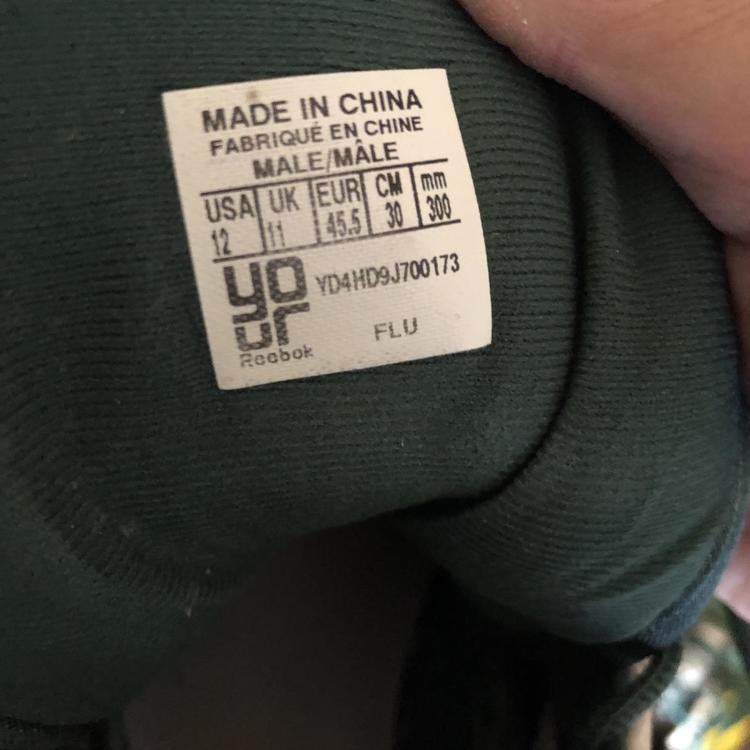 MADE IN CHINA
FABRIQUÉ EN CHINE
MALE/MÂLE
USA UK EUR CM mm
12 11 45.5 30 300
YOUR
YD4HD9J700173
Reebok
FLU